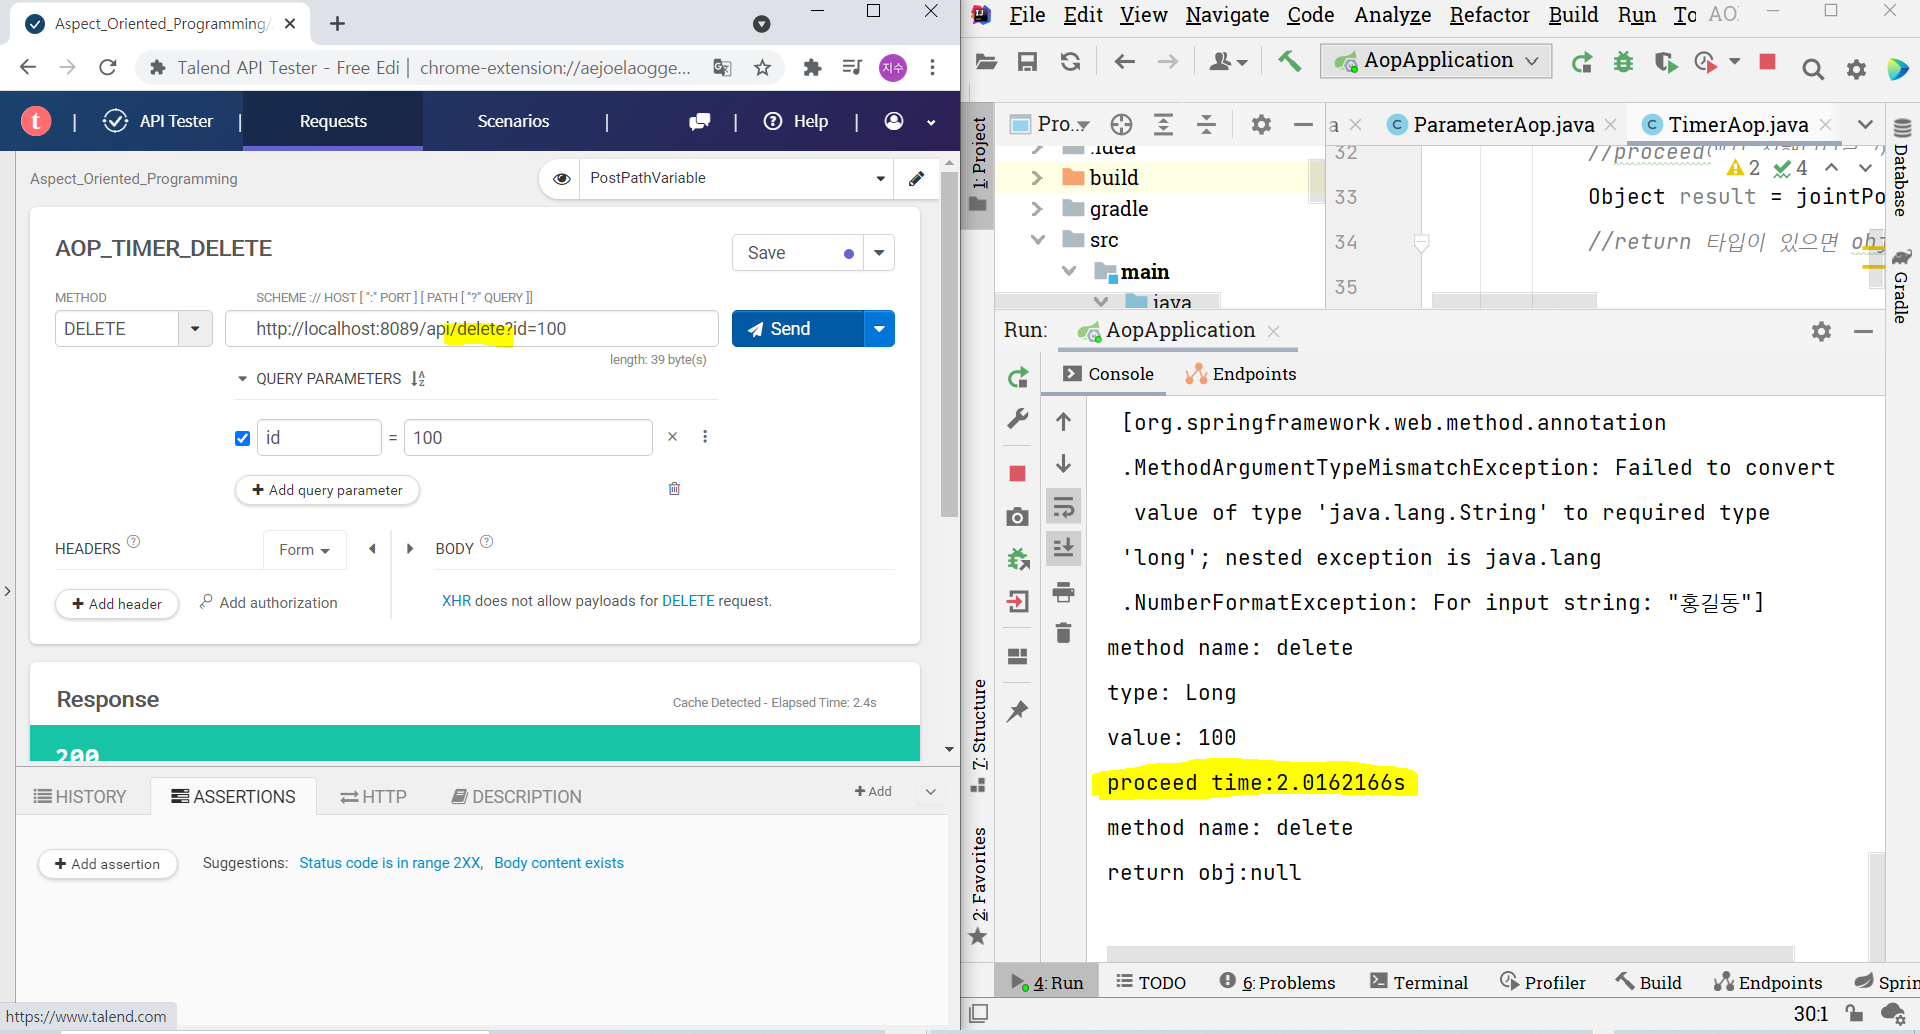 Aspect_Oriented_Programming/
Talend API Tester - Free Edi | chrome-extension://aejoelaogge...
지수
t | API Tester | Requests Scenarios | | Help |
Aspect_Oriented_Programming
PostPathVariable
AOP_TIMER_DELETE
Save
METHOD
SCHEME :// HOST [ ":" PORT ] [ PATH [ "?" QUERY ]]
DELETE
http://localhost:8089/api/delete?id=100
Send
length: 39 byte(s)
QUERY PARAMETERS
id = 100
+ Add query parameter
HEADERS ?
Form
BODY ?
+ Add header
Add authorization
XHR does not allow payloads for DELETE request.
Response
Cache Detected - Elapsed Time: 2.4s
200
HISTORY
ASSERTIONS
HTTP
DESCRIPTION
+ Add
+ Add assertion
Suggestions: Status code is in range 2XX, Body content exists
https://www.talend.com
File Edit View Navigate Code Analyze Refactor Build Run To AO
AopApplication
1: Project
Pro..
a
ParameterAop.java
TimerAop.java
.idea
build
gradle
src
main
java
32
//proceed
2 4
33
Object result = jointPo
34
//return 타입이 있으면 obj
35
Database
Gradle
Run: AopApplication
Console
Endpoints
[org.springframework.web.method.annotation
.MethodArgumentTypeMismatchException: Failed to convert
value of type 'java.lang.String' to required type
'long'; nested exception is java.lang
.NumberFormatException: For input string: "홍길동"]
method name: delete
type: Long
value: 100
proceed time:2.0162166s
method name: delete
return obj:null
7: Structure
2: Favorites
4: Run
TODO
6: Problems
Terminal
Profiler
Build
Endpoints
Sprin
30:1